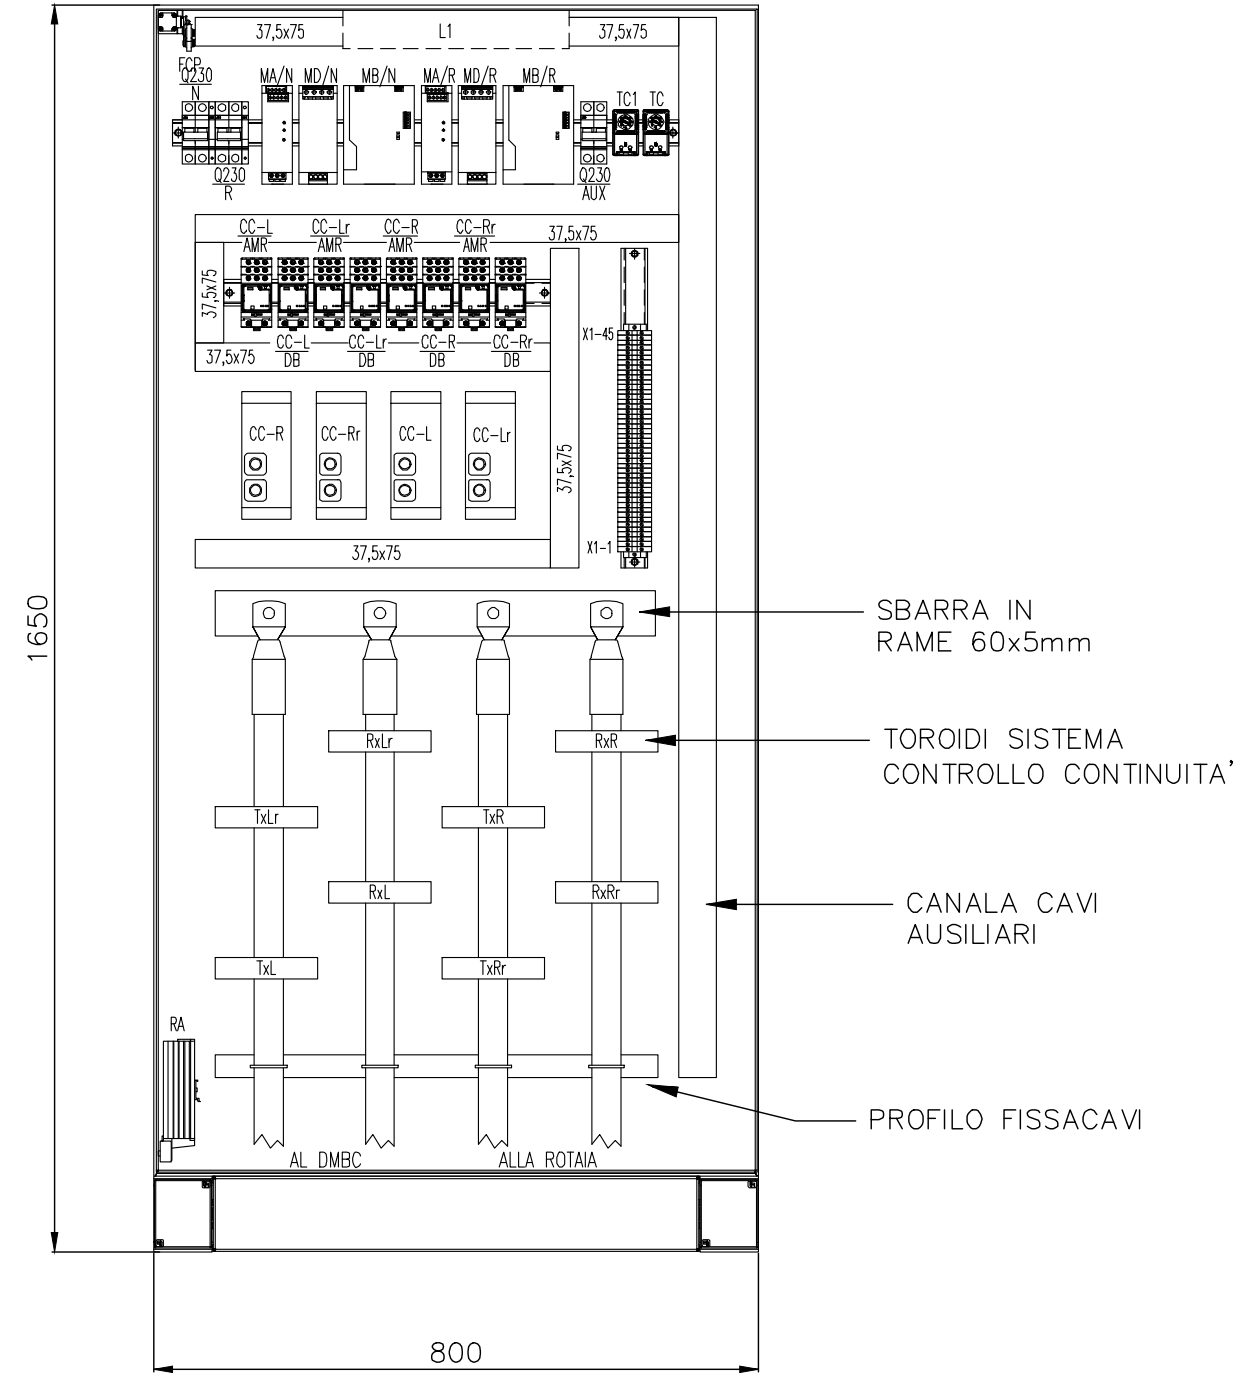 37,5x75
L1
37,5x75
FCP
Q230
N
MA/N
MD/N
MB/N
MA/R
MD/R
MB/R
TC1
TC
Q230
R
Q230
AUX
CC-L
AMR
CC-Lr
AMR
CC-R
AMR
CC-Rr
AMR
37,5x75
37,5x75
X1-45
37,5x75
CC-L
DB
CC-Lr
DB
CC-R
DB
CC-Rr
DB
CC-R
CC-Rr
CC-L
CC-Lr
37,5x75
37,5x75
X1-1
1650
SBARRA IN
RAME 60x5mm
RxLr
RxR
TOROIDI SISTEMA
CONTROLLO CONTINUITA'
TxLr
TxR
RxL
RxRr
CANALA CAVI
AUSILIARI
TxL
TxRr
RA
PROFILO FISSACAVI
AL DMBC
ALLA ROTAIA
800